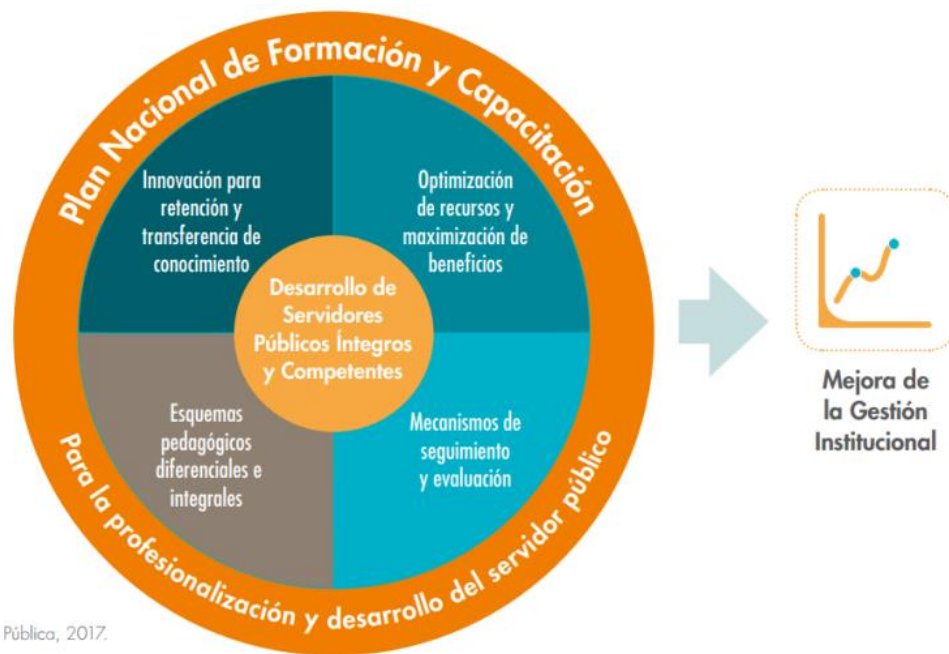 Plan Nacional de Formación y Capacitación
Innovación para
retención y
transferencia de
conocimiento
Optimización
de recursos y
maximización de
beneficios
Desarrollo de
Servidores
Públicos Íntegros
y Competentes
Esquemas
pedagógicos
diferenciales e
integrales
Mecanismos de
seguimiento
y evaluación
Para la profesionalización y desarrollo del servidor público
Mejora de
la Gestión
Institucional
Pública, 2017.